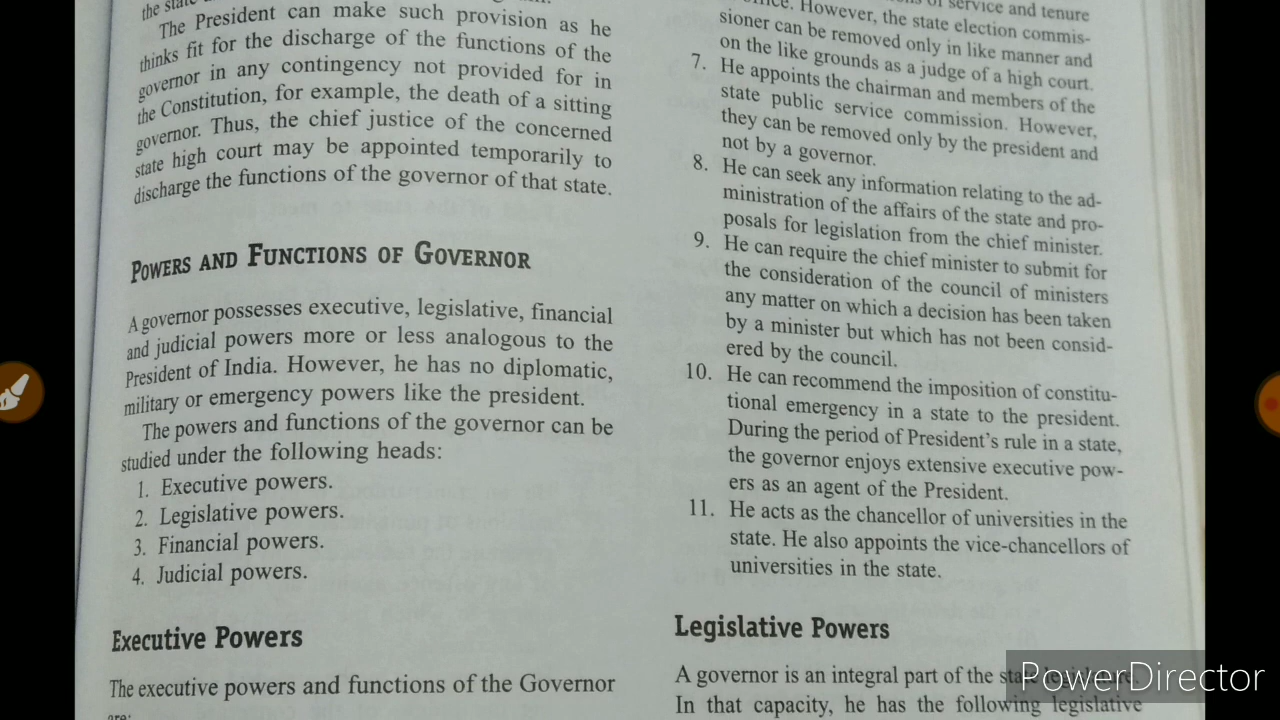 the state
The President can make such provision as he
thinks fit for the discharge of the functions of the
governor in any contingency not provided for in
the Constitution, for example, the death of a sitting
governor. Thus, the chief justice of the concerned
state high court may be appointed temporarily to
discharge the functions of the governor of that state.
POWERS AND FUNCTIONS OF GOVERNOR
A governor possesses executive, legislative, financial
and judicial powers more or less analogous to the
President of India. However, he has no diplomatic,
military or emergency powers like the president.
The powers and functions of the governor can be
studied under the following heads:
1. Executive powers.
2. Legislative powers.
3. Financial powers.
4. Judicial powers.
Executive Powers
The executive powers and functions of the Governor
are:
of service and tenure
However, the state election commis-
sioner can be removed only in like manner and
on the like grounds as a judge of a high court.
7. He appoints the chairman and members of the
state public service commission. However,
they can be removed only by the president and
not by a governor.
8. He can seek any information relating to the ad-
ministration of the affairs of the state and pro-
posals for legislation from the chief minister.
9. He can require the chief minister to submit for
the consideration of the council of ministers
any matter on which a decision has been taken
by a minister but which has not been consid-
ered by the council.
10. He can recommend the imposition of constitu-
tional emergency in a state to the president.
During the period of President's rule in a state,
the governor enjoys extensive executive pow-
ers as an agent of the President.
11. He acts as the chancellor of universities in the
state. He also appoints the vice-chancellors of
universities in the state.
Legislative Powers
A governor is an integral part of the state legislature.
In that capacity, he has the following legislative
PowerDirector